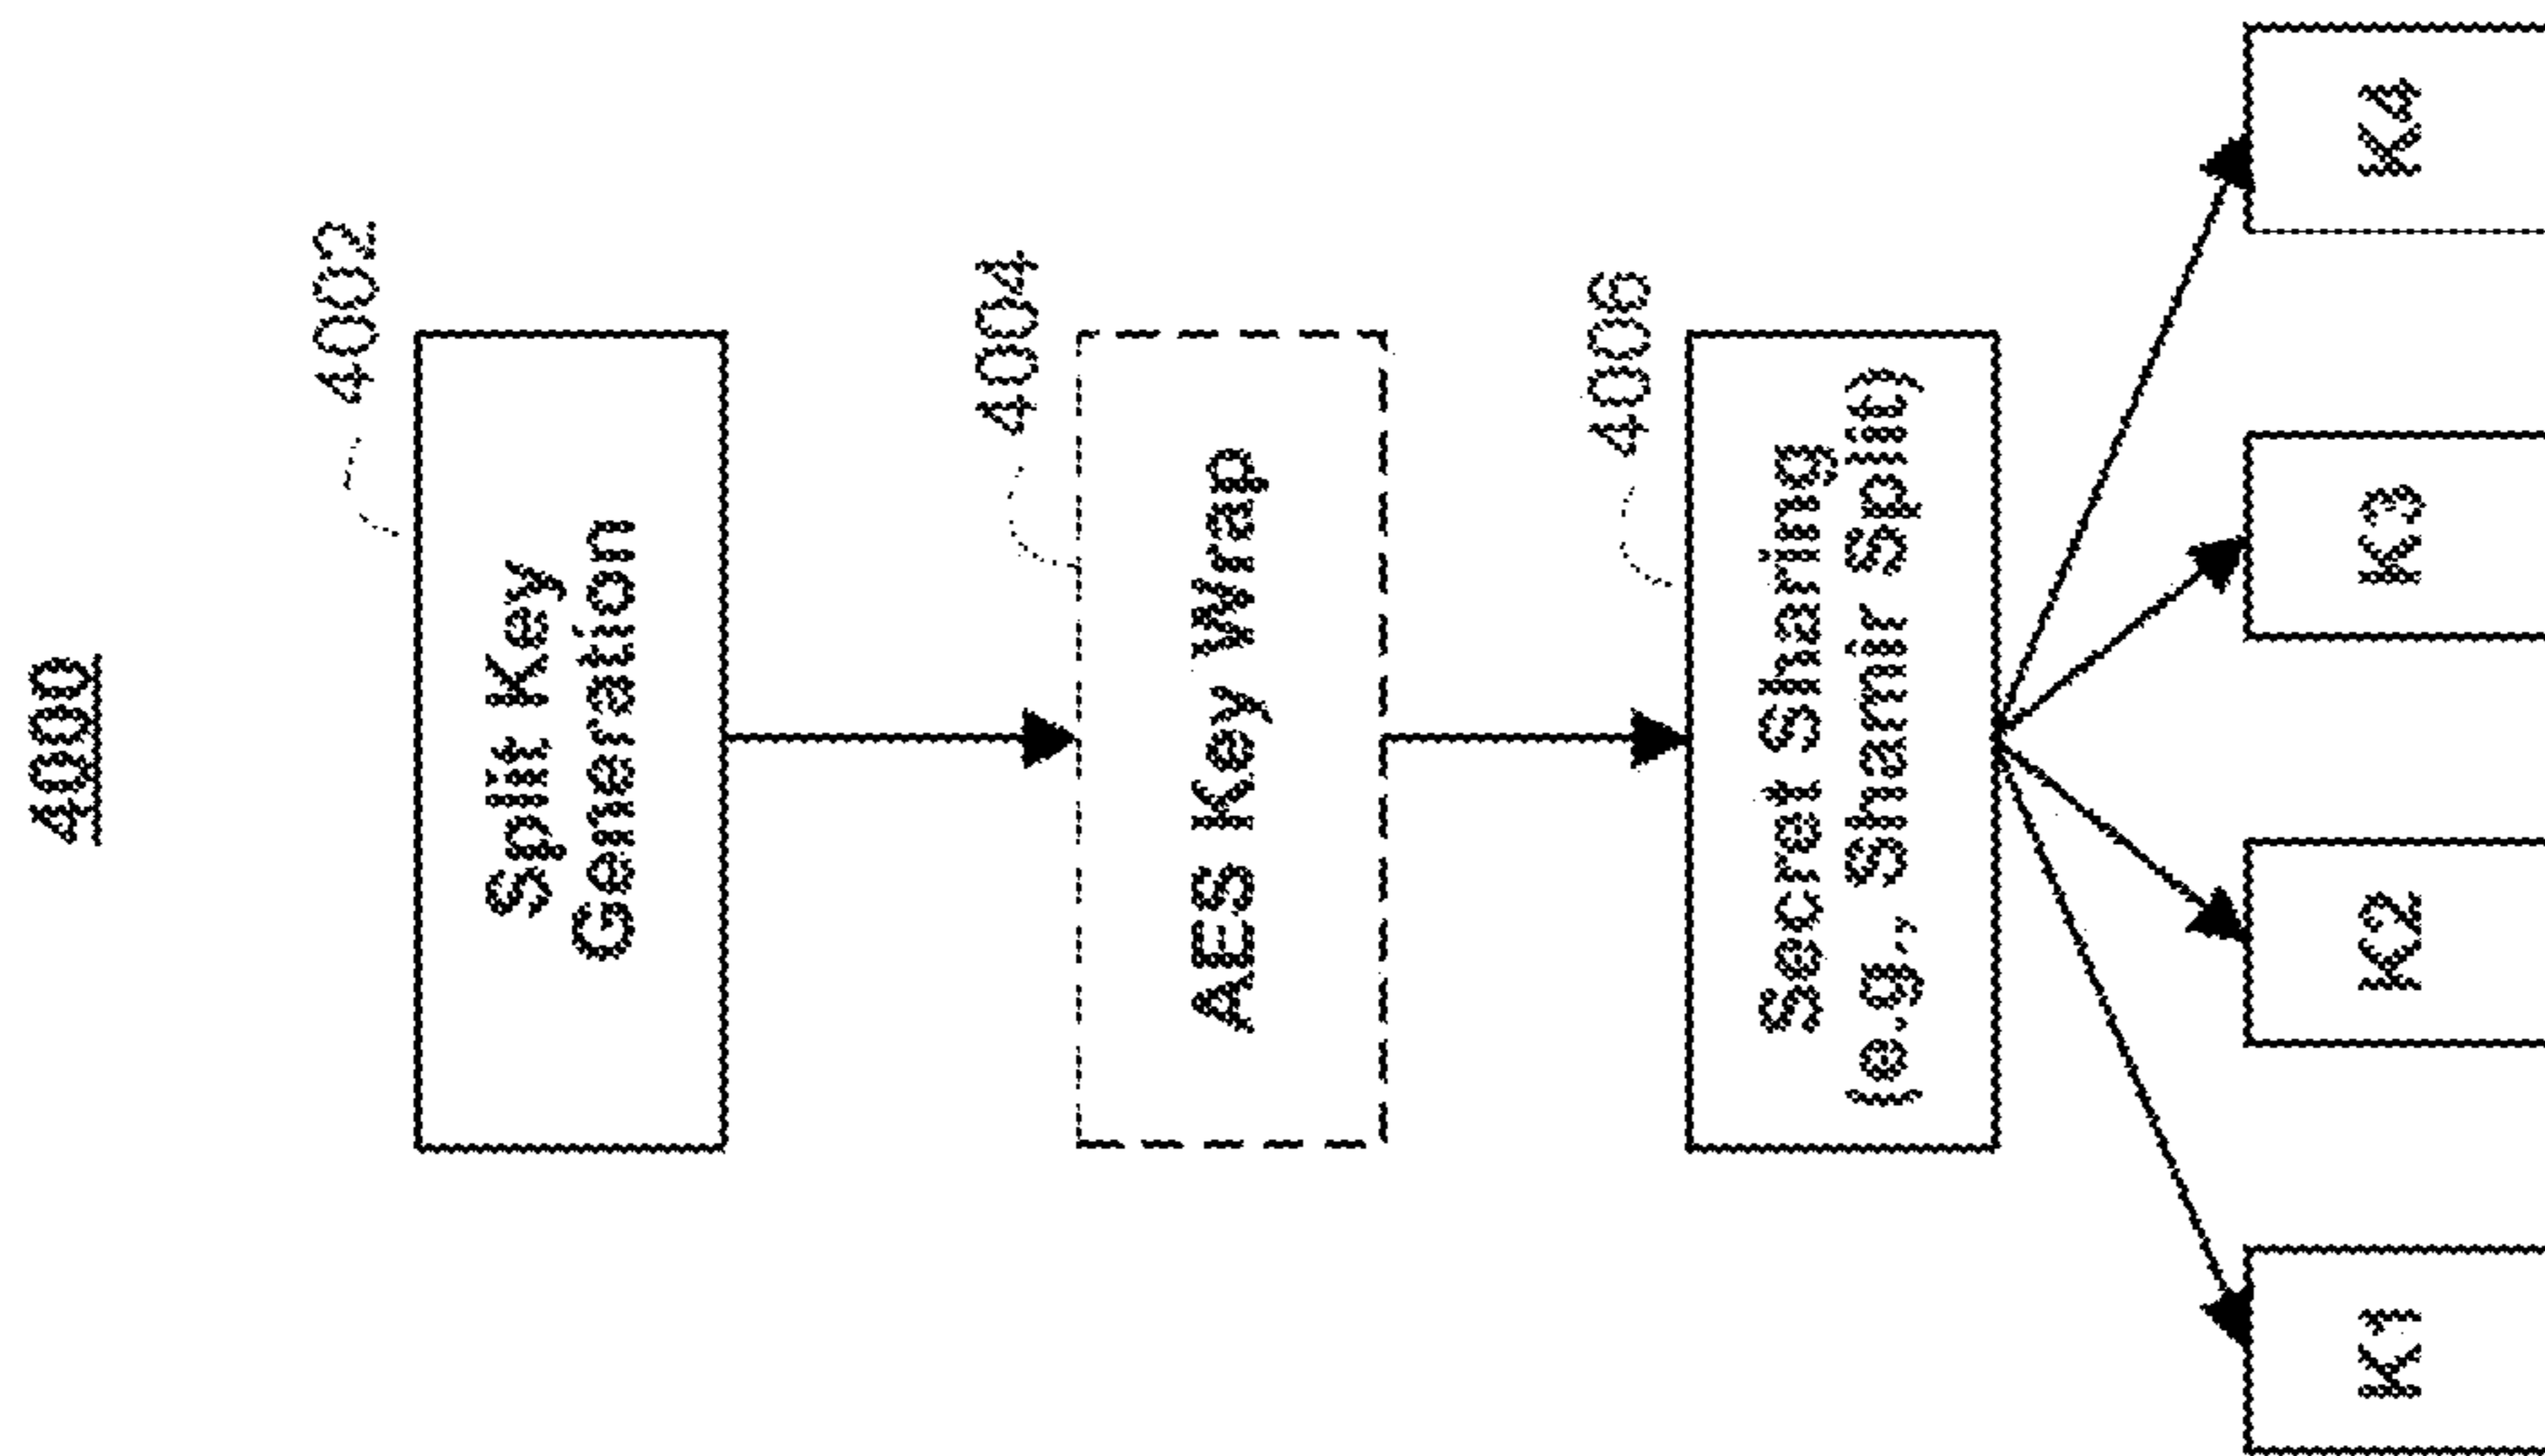 4000
4002
Split Key
Generation
4004
AES Key Wrap
4006
Secret Sharing
(e.g., Shamir Split)
K1
K2
K3
K4